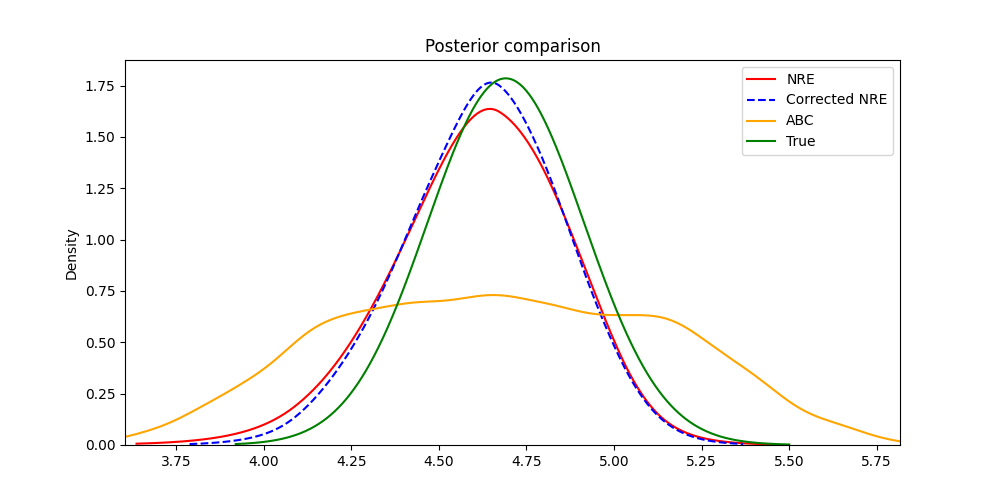 Posterior comparison
NRE
Corrected NRE
ABC
True
Density
1.75
1.50
1.25
1.00
0.75
0.50
0.25
0.00
3.75 4.00 4.25 4.50 4.75 5.00 5.25 5.50 5.75